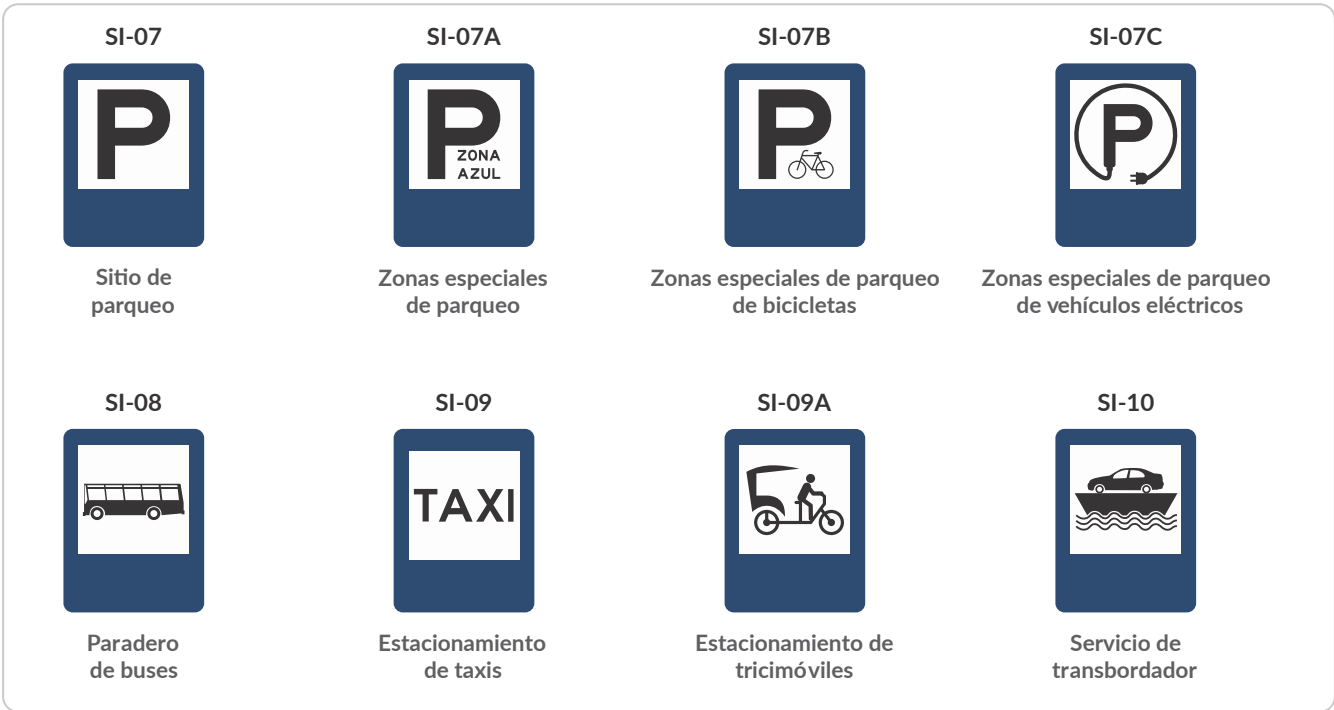 SI-07
SI-07A
SI-07B
SI-07C
P
P
ZONA
AZUL
P
P
Sitio de
parqueo
Zonas especiales
de parqueo
Zonas especiales de parqueo
de bicicletas
Zonas especiales de parqueo
de vehículos eléctricos
SI-08
SI-09
SI-09A
SI-10
TAXI
Paradero
de buses
Estacionamiento
de taxis
Estacionamiento de
tricimóviles
Servicio de
transbordador